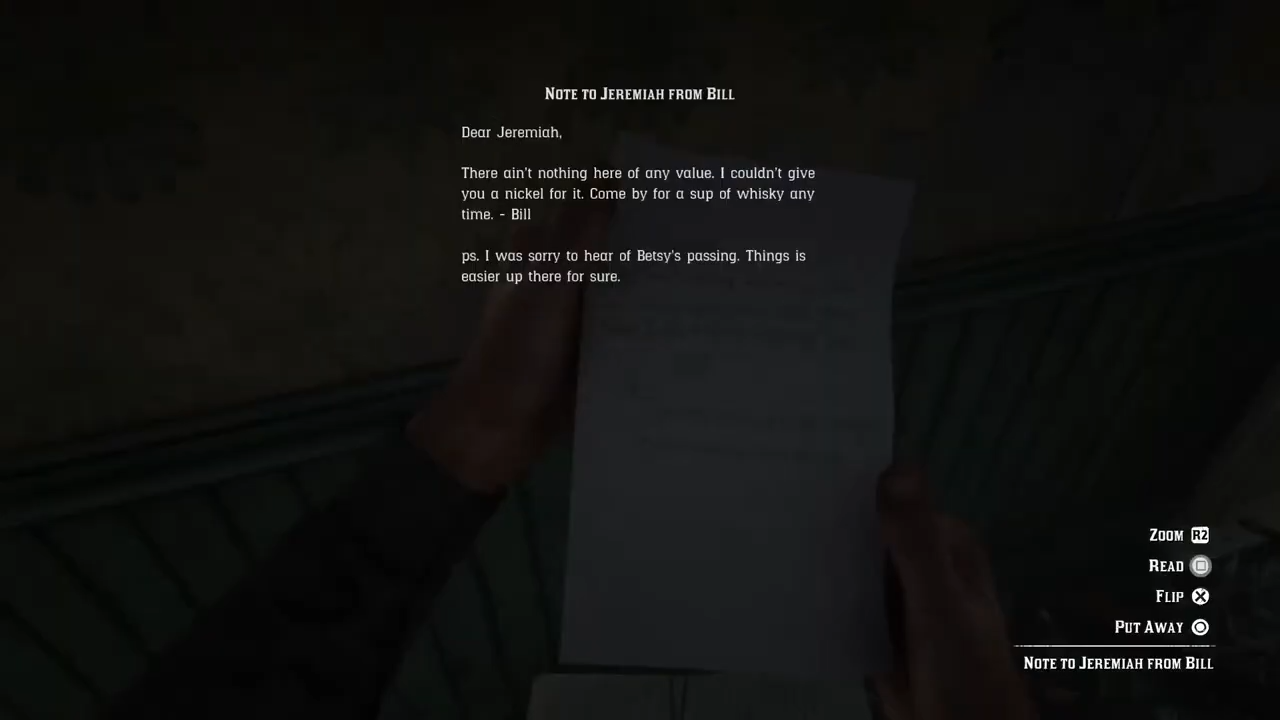 Note to Jeremiah from Bill
Dear Jeremiah,
There ain't nothing here of any value. I couldn't give
you a nickel for it. Come by for a sup of whisky any
time. - Bill
ps. I was sorry to hear of Betsy's passing. Things is
easier up there for sure.
Zoom R2
Read
Flip
Put Away
Note to Jeremiah from Bill